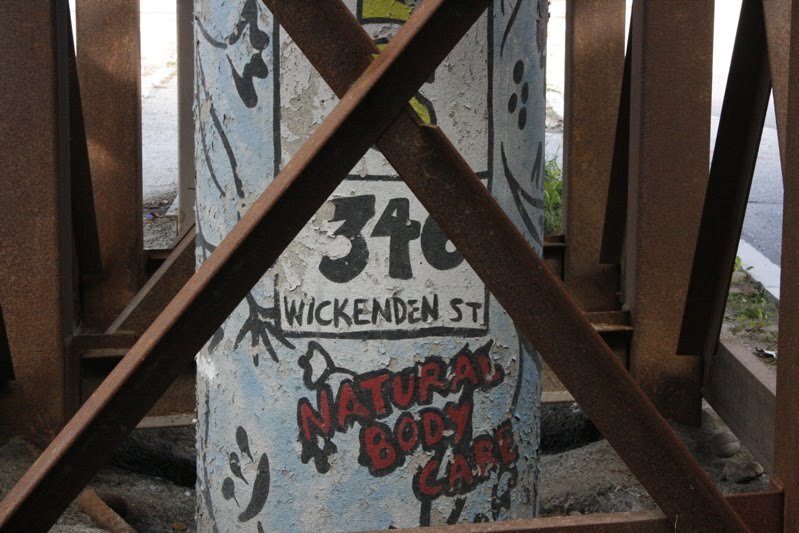 WICKENDEN ST
NATURAL
BODY
CARE